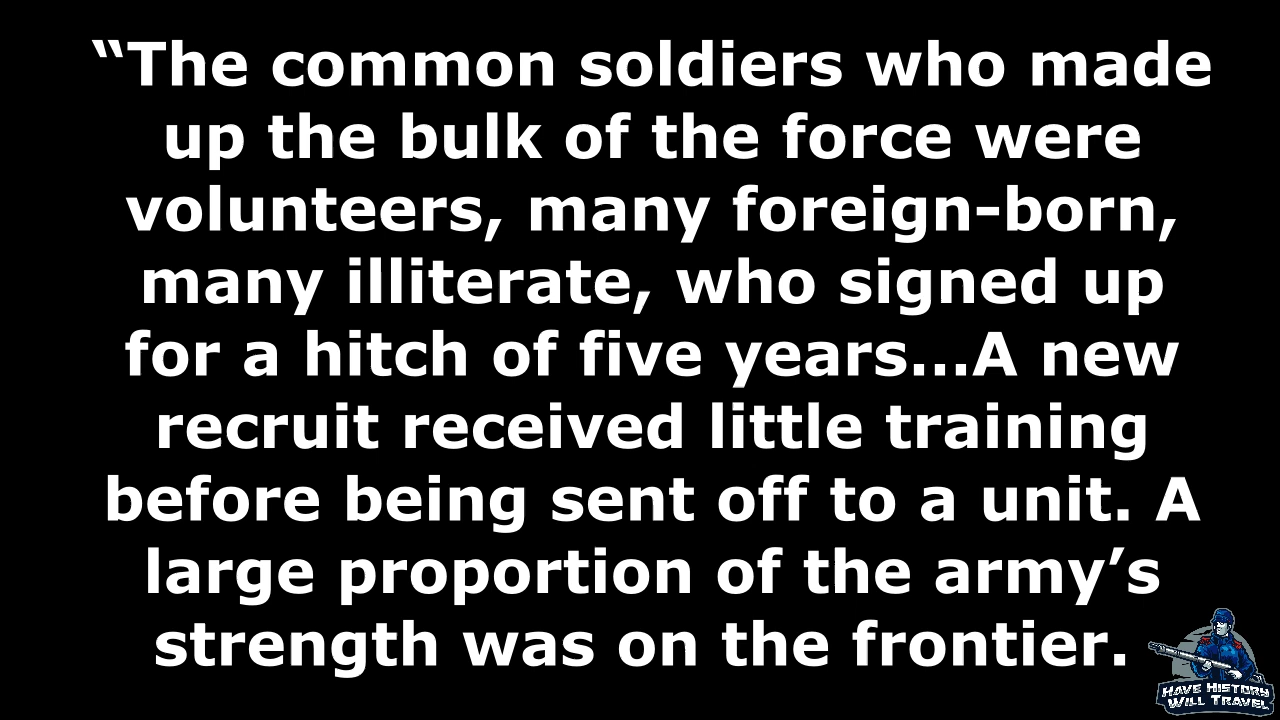 “The common soldiers who made
up the bulk of the force were
volunteers, many foreign-born,
many illiterate, who signed up
for a hitch of five years...A new
recruit received little training
before being sent off to a unit. A
large proportion of the army’s
strength was on the frontier.
HAVE HISTORY
WILL TRAVEL